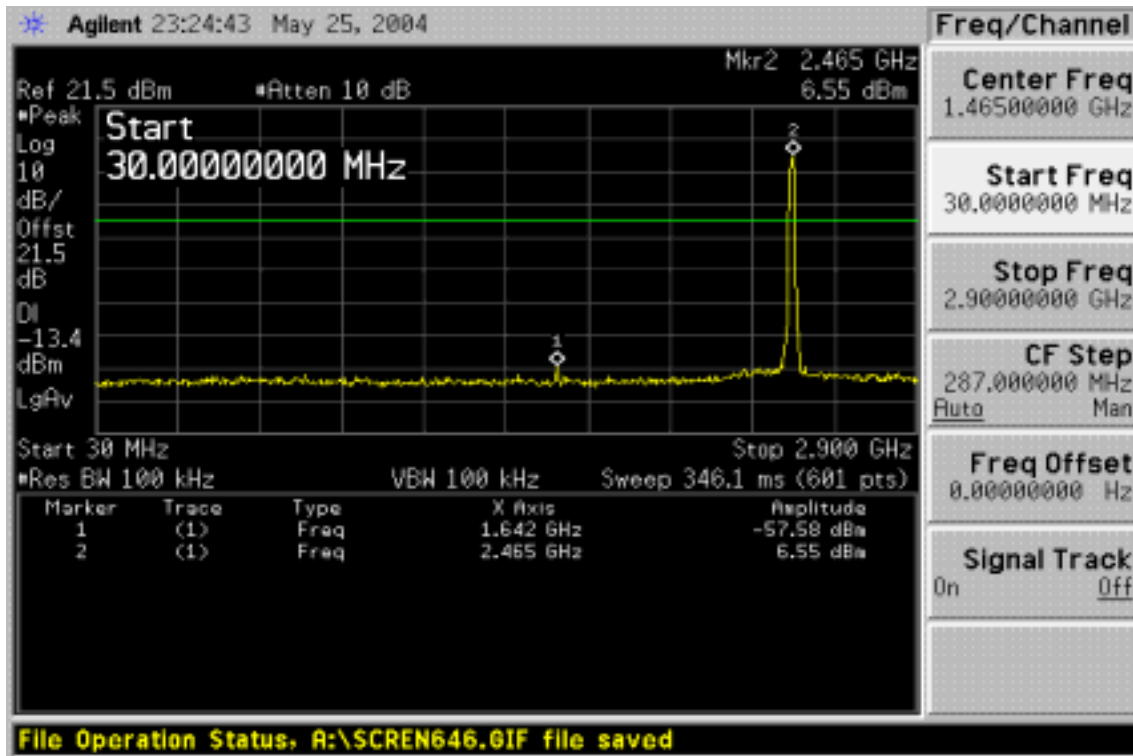 Agilent 23:24:43 May 25, 2004
Freq/Channel
Mkr2 2.465 GHz
Ref 21.5 dBm #Atten 10 dB 6.55 dBm
#Peak
Log
10
dB/
Offst
21.5
dB
DI
-13.4
dBm
LgAv
Start
30.00000000 MHz
2
1
Start 30 MHz Stop 2.900 GHz
#Res BW 100 kHz VBW 100 kHz Sweep 346.1 ms (601 pts)
Marker Trace Type X Axis Amplitude
1 (1) Freq 1.642 GHz -57.58 dBm
2 (1) Freq 2.465 GHz 6.55 dBm
Center Freq
1.46500000 GHz
Start Freq
30.0000000 MHz
Stop Freq
2.90000000 GHz
CF Step
287.000000 MHz
Auto Man
Freq Offset
0.00000000 Hz
Signal Track
On Off
File Operation Status, A:\SCREN646.GIF file saved